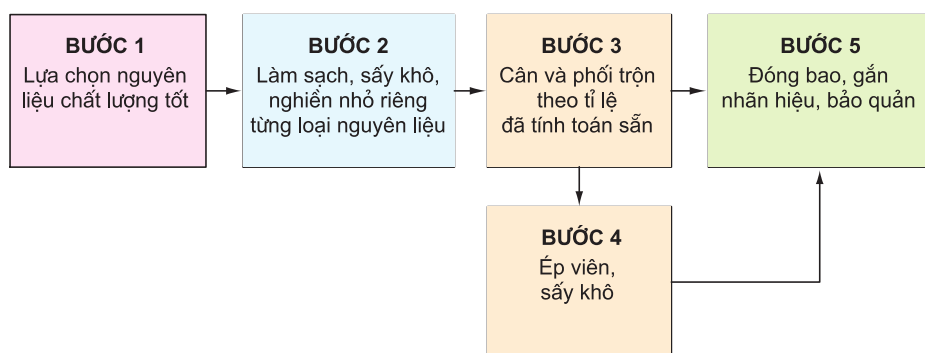 BƯỚC 1
Lựa chọn nguyên
liệu chất lượng tốt
BƯỚC 2
Làm sạch, sấy khô,
nghiền nhỏ riêng
từng loại nguyên liệu
BƯỚC 3
Cân và phối trộn
theo tỉ lệ
đã tính toán sẵn
BƯỚC 4
Ép viên,
sấy khô
BƯỚC 5
Đóng bao, gắn
nhãn hiệu, bảo quản